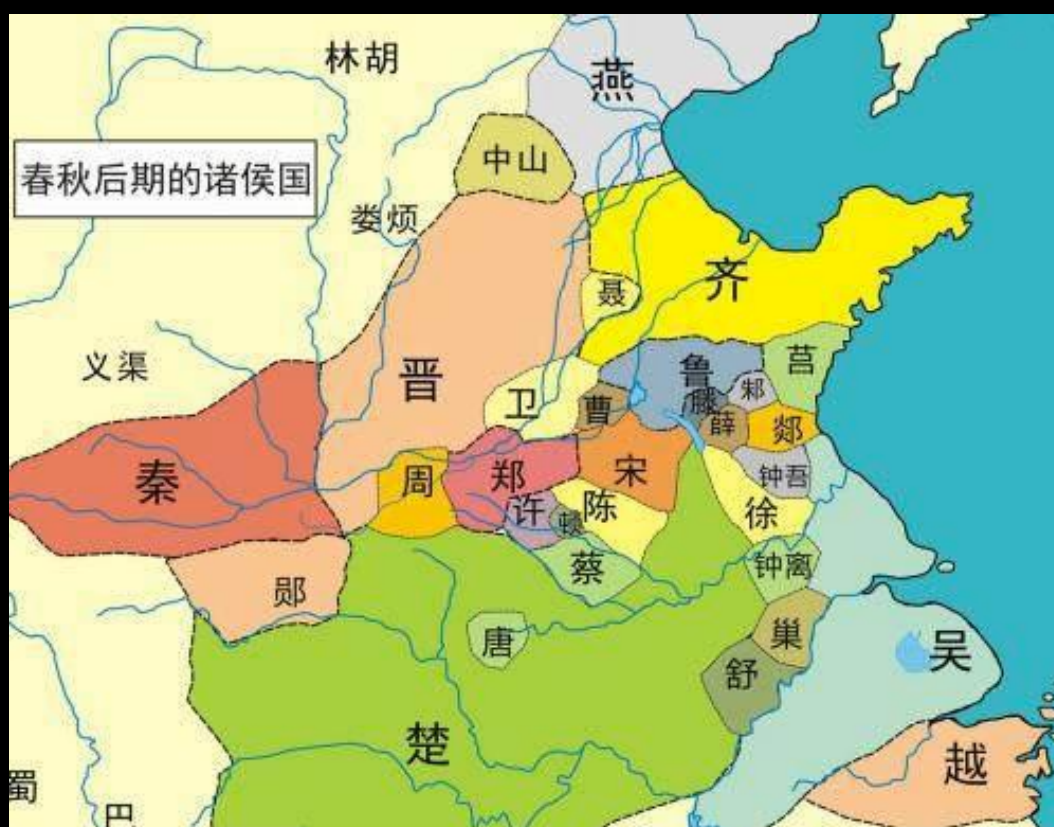 林胡
燕
中山
春秋后期的诸侯国
娄烦
齐
聂
义渠
晋
鲁
莒
邾
滕
卫
曹
薛
郯
秦
周
郑
宋
钟吾
许
顿
陈
徐
蔡
钟离
郧
唐
巢
吴
舒
楚
越
蜀
巴